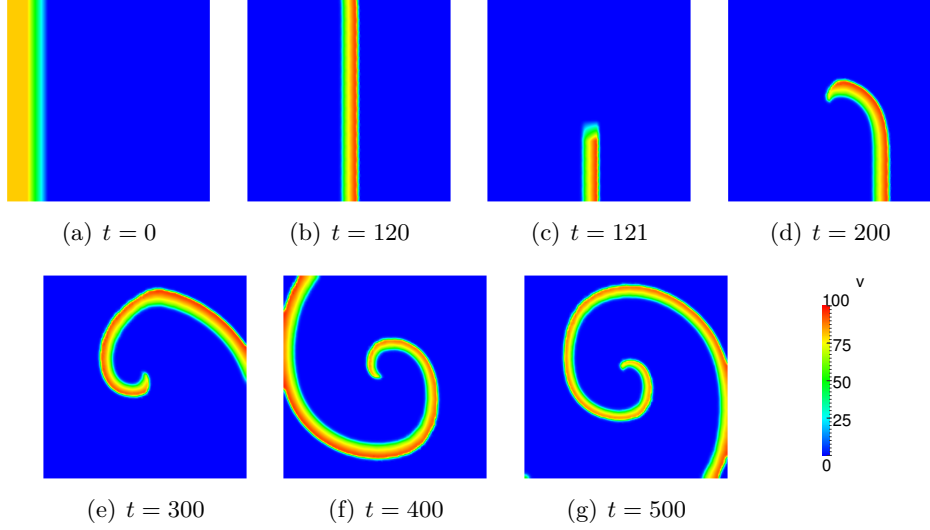 (a) t = 0
(b) t = 120
(c) t = 121
(d) t = 200
v
100
75
50
25
0
(e) t = 300
(f) t = 400
(g) t = 500